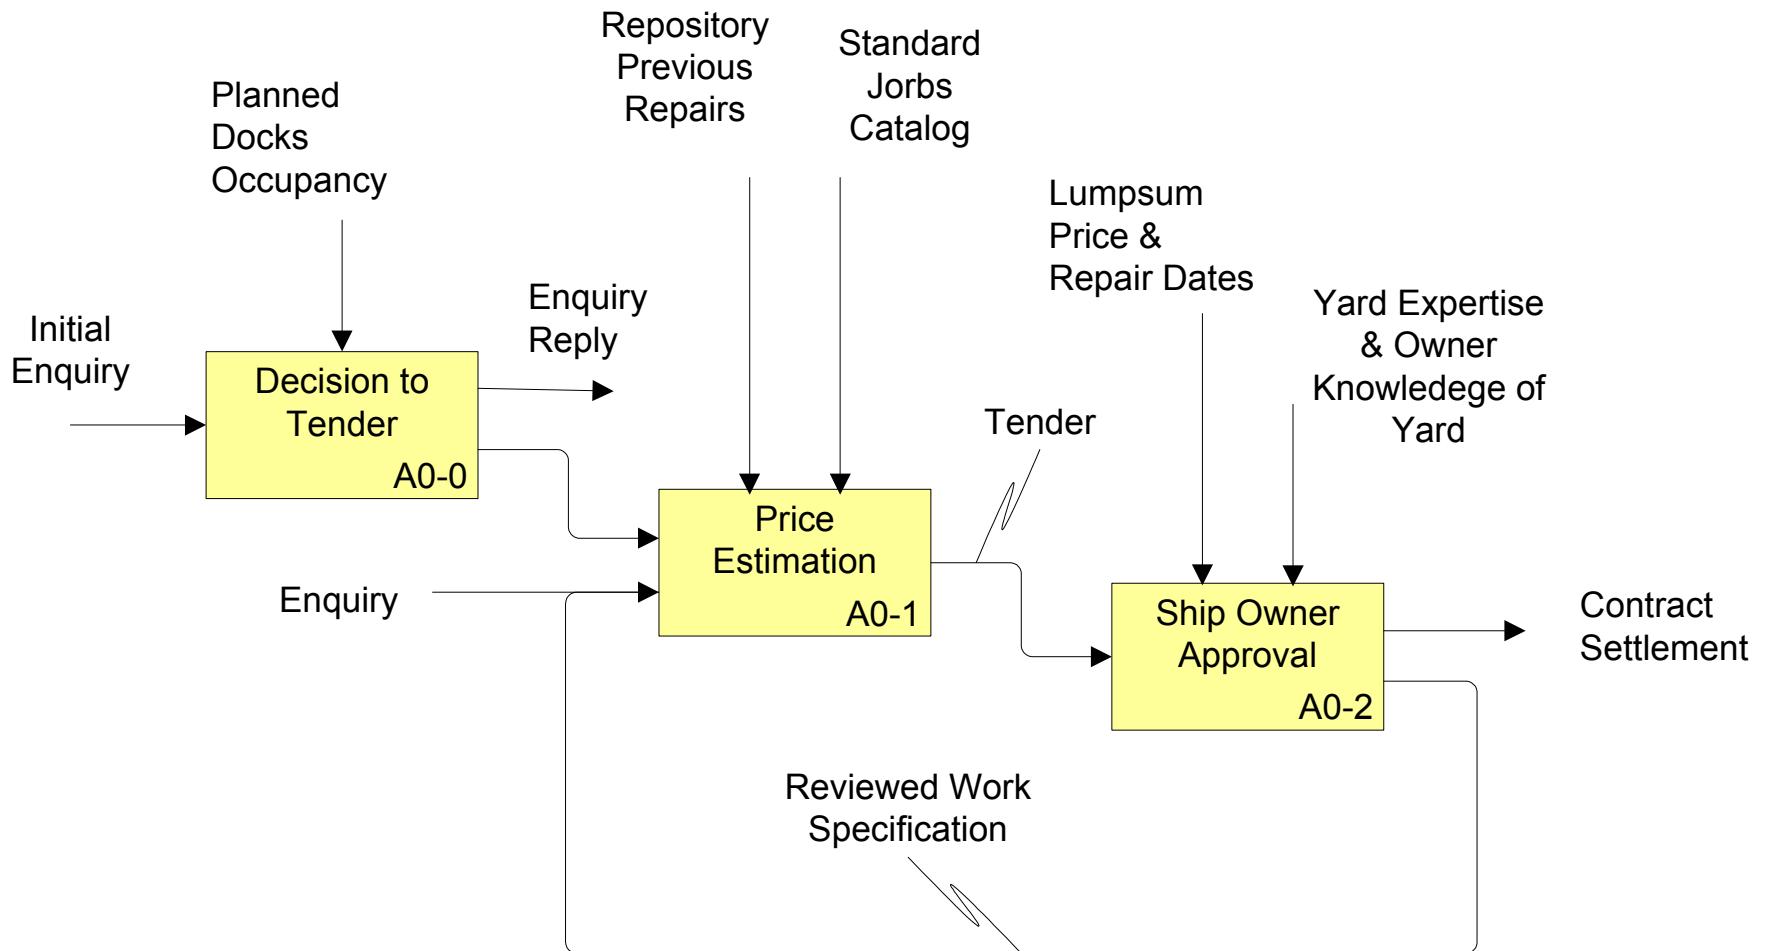 Repository
Previous
Repairs
Standard
Jorbs
Catalog
Planned
Docks
Occupancy
Lumpsum
Price &
Repair Dates
Enquiry
Reply
Yard Expertise
& Owner
Knowledege of
Yard
Initial
Enquiry
Decision to
Tender
A0-0
Tender
Price
Estimation
A0-1
Enquiry
Ship Owner
Approval
A0-2
Contract
Settlement
Reviewed Work
Specification